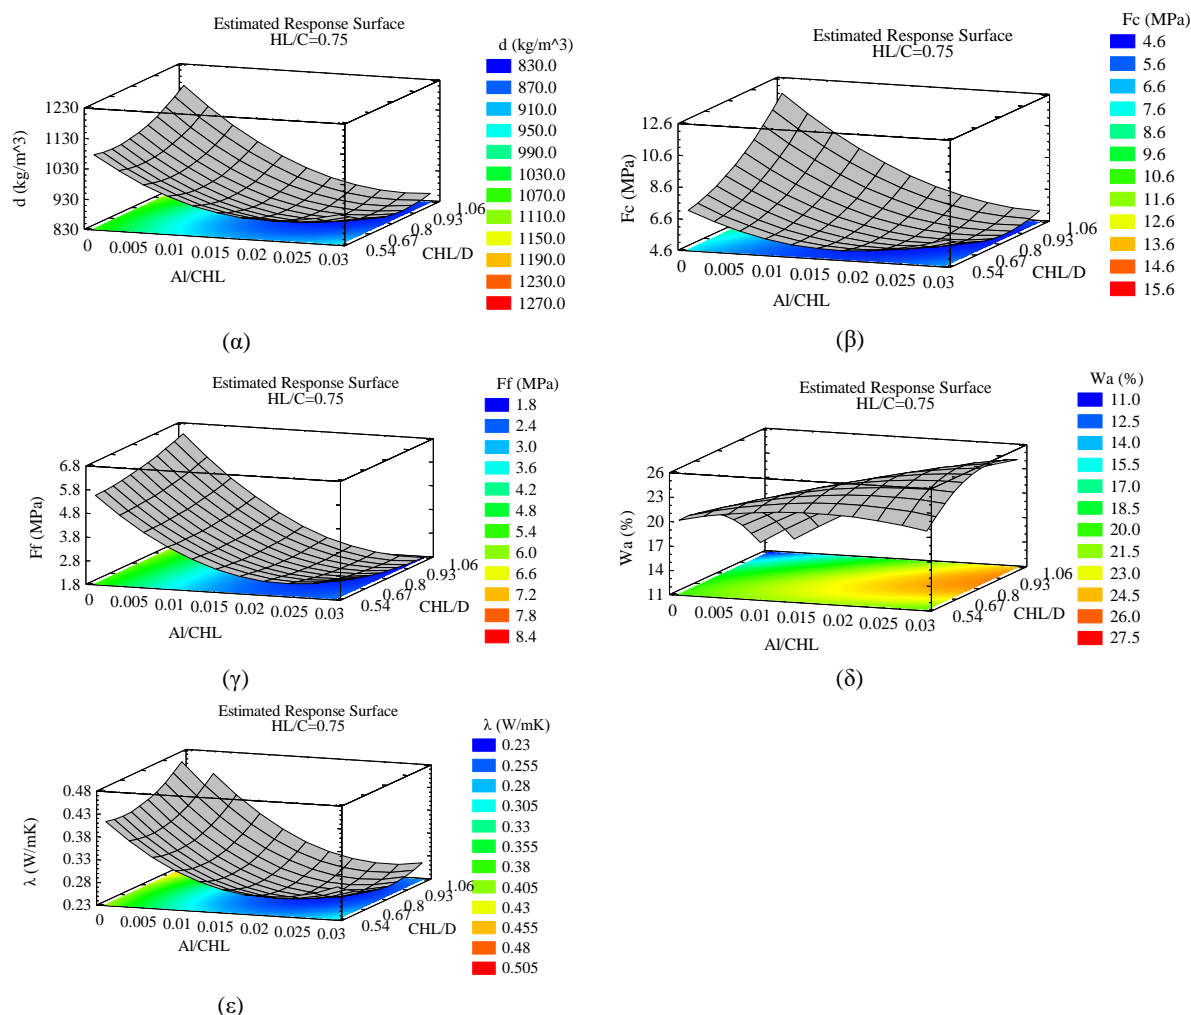 Estimated Response Surface
HL/C=0.75
d (kg/m^3)
830.0
870.0
910.0
950.0
990.0
1030.0
1070.0
1110.0
1150.0
1190.0
1230.0
1270.0
1230
1130
1030
930
830
d (kg/m^3)
0 0.005 0.01 0.015 0.02 0.025 0.03
Al/CHL
0.54
0.67
0.8
0.93
1.06
CHL/D
(α)
Estimated Response Surface
HL/C=0.75
Fc (MPa)
4.6
5.6
6.6
7.6
8.6
9.6
10.6
11.6
12.6
13.6
14.6
15.6
12.6
10.6
8.6
6.6
4.6
Fc (MPa)
0 0.005 0.01 0.015 0.02 0.025 0.03
Al/CHL
0.54
0.67
0.8
0.93
1.06
CHL/D
(β)
Estimated Response Surface
HL/C=0.75
Ff (MPa)
1.8
2.4
3.0
3.6
4.2
4.8
5.4
6.0
6.6
7.2
7.8
8.4
6.8
5.8
4.8
3.8
2.8
1.8
Ff (MPa)
0 0.005 0.01 0.015 0.02 0.025 0.03
Al/CHL
0.54
0.67
0.8
0.93
1.06
CHL/D
(γ)
Estimated Response Surface
HL/C=0.75
Wa (%)
11.0
12.5
14.0
15.5
17.0
18.5
20.0
21.5
23.0
24.5
26.0
27.5
26
23
20
17
14
11
Wa (%)
0 0.005 0.01 0.015 0.02 0.025 0.03
Al/CHL
0.54
0.67
0.8
0.93
1.06
CHL/D
(δ)
Estimated Response Surface
HL/C=0.75
λ (W/mK)
0.23
0.255
0.28
0.305
0.33
0.355
0.38
0.405
0.43
0.455
0.48
0.505
0.48
0.43
0.38
0.33
0.28
0.23
λ (W/mK)
0 0.005 0.01 0.015 0.02 0.025 0.03
Al/CHL
0.54
0.67
0.8
0.93
1.06
CHL/D
(ε)